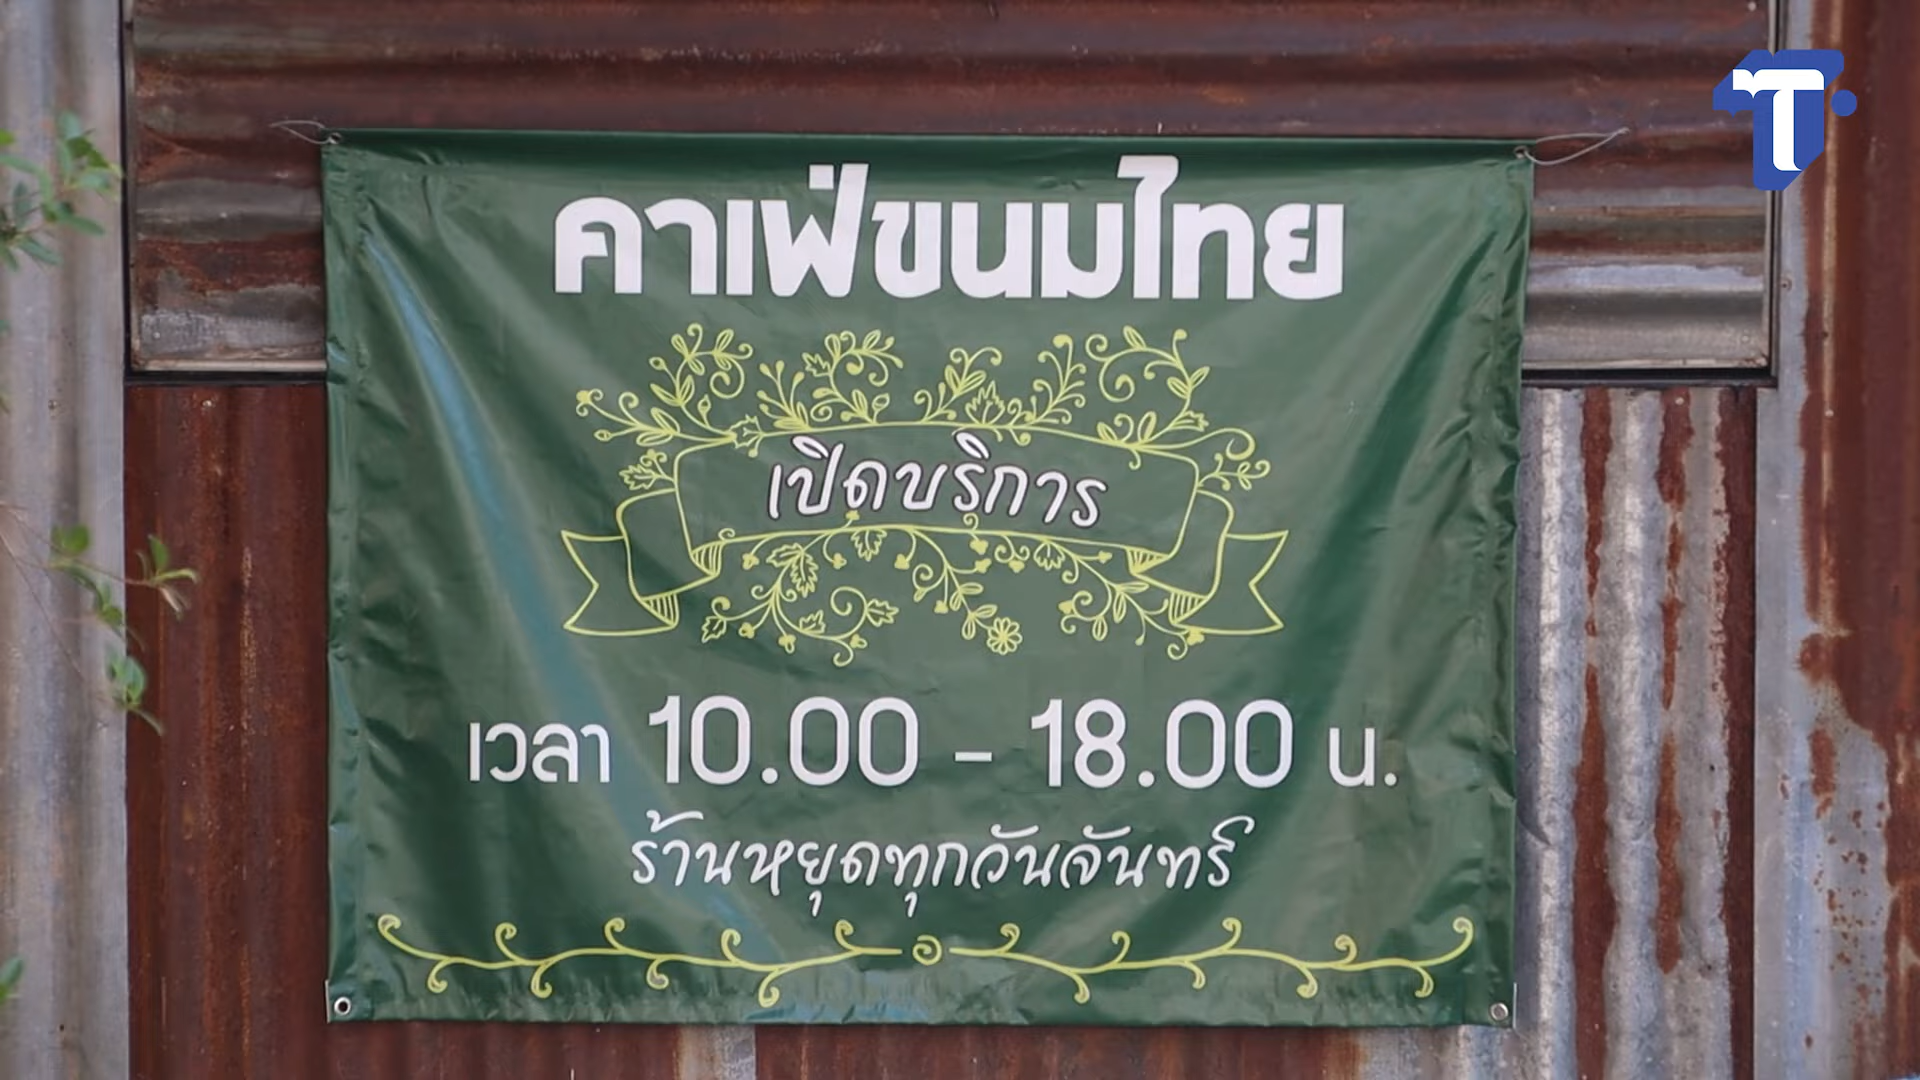 คาเฟ่ขนมไทย
เปิดบริการ
เวลา 10.00 - 18.00 น.
ร้านหยุดทุกวันจันทร์
T